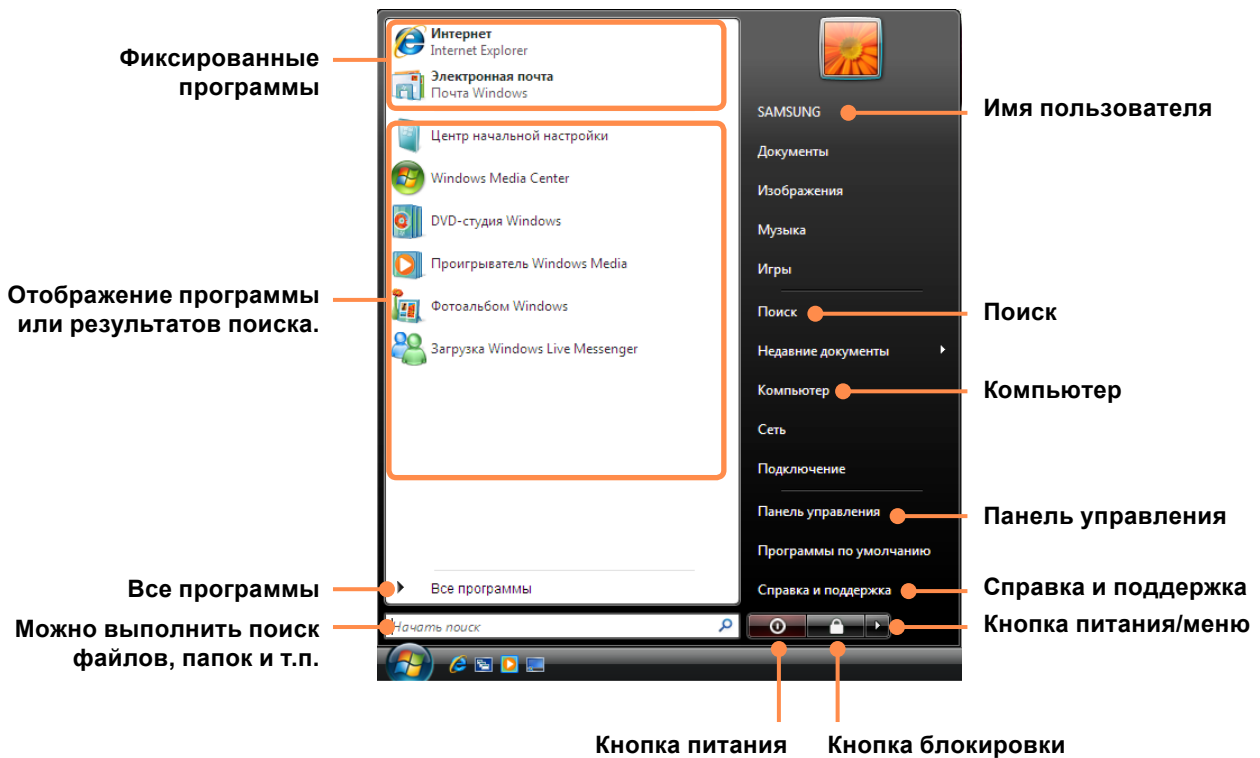 Фиксированные
программы
Отображение программы
или результатов поиска.
Все программы
Можно выполнить поиск
файлов, папок и т.п.
Интернет
Internet Explorer
Электронная почта
Почта Windows
Центр начальной настройки
Windows Media Center
DVD-студия Windows
Проигрыватель Windows Media
Фотоальбом Windows
Загрузка Windows Live Messenger
Все программы
Начать поиск
SAMSUNG
Документы
Изображения
Музыка
Игры
Поиск
Недавние документы
Компьютер
Сеть
Подключение
Панель управления
Программы по умолчанию
Справка и поддержка
Имя пользователя
Поиск
Компьютер
Панель управления
Справка и поддержка
Кнопка питания/меню
Кнопка питания
Кнопка блокировки